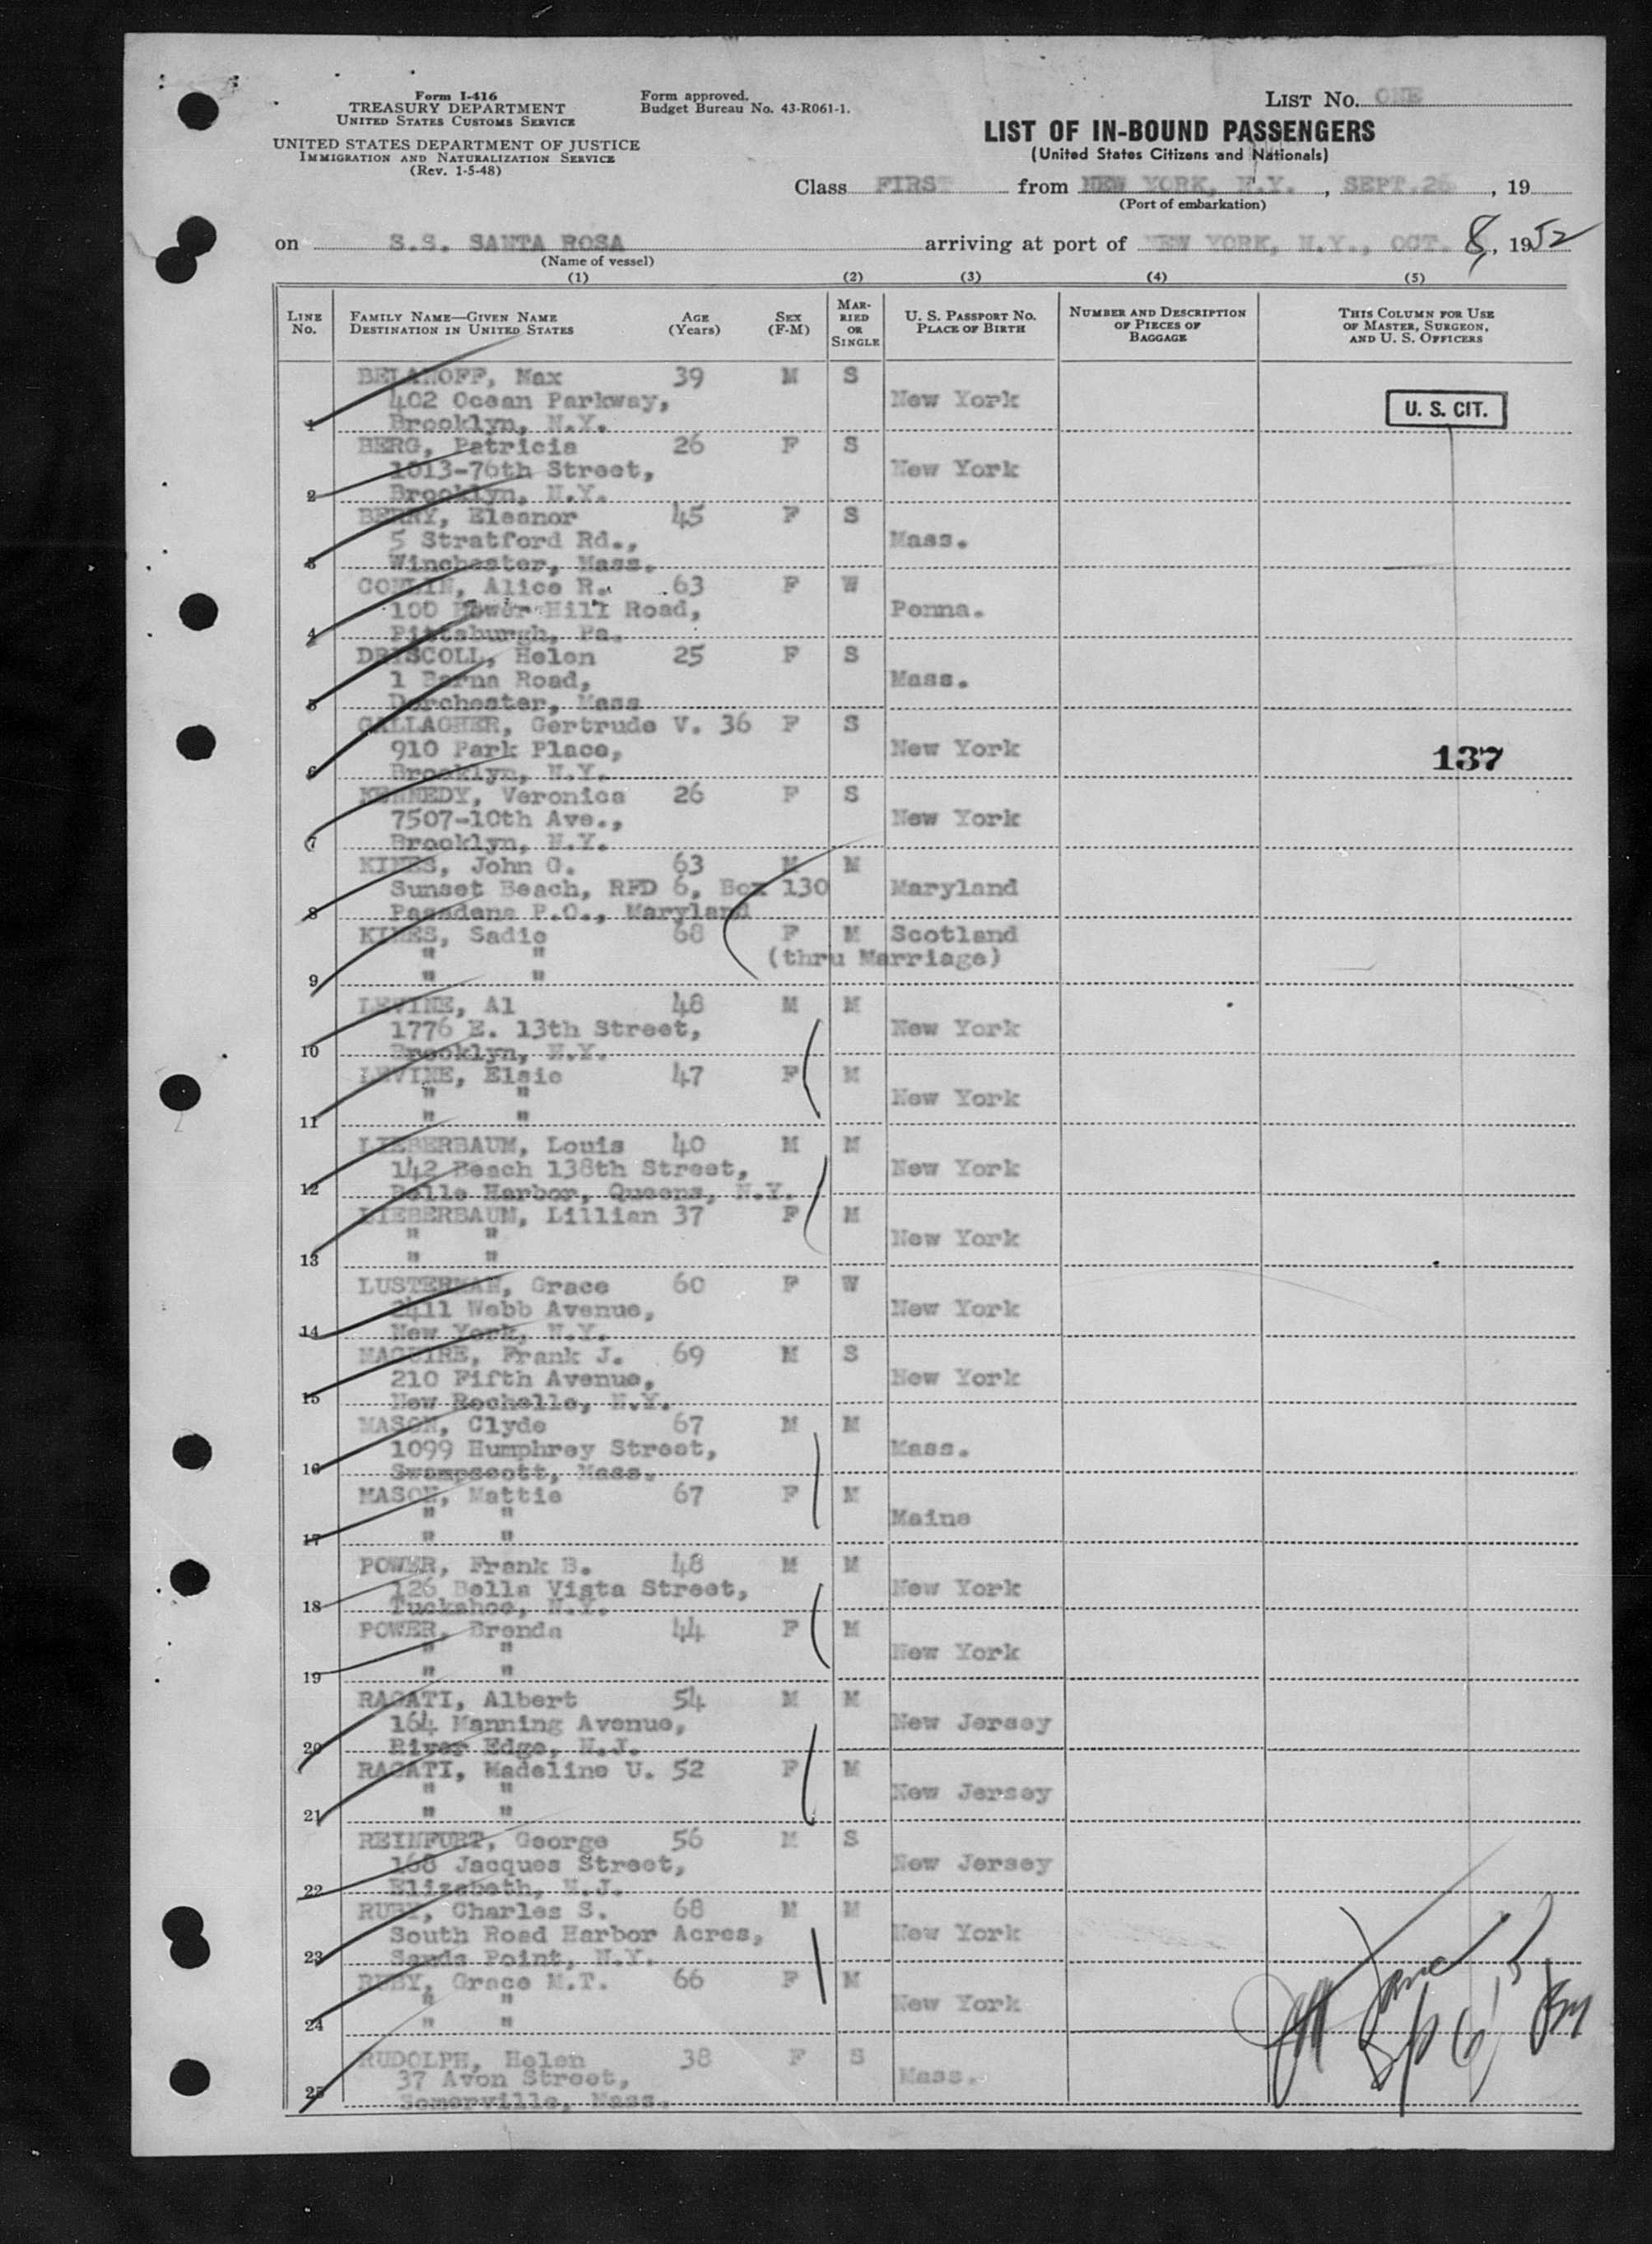 Form I-416
TREASURY DEPARTMENT
UNITED STATES CUSTOMS SERVICE
UNITED STATES DEPARTMENT OF JUSTICE
IMMIGRATION AND NATURALIZATION SERVICE
(Rev. 1-5-48)
Form approved.
Budget Bureau No. 43-R061-1.
LIST NO. ONE
LIST OF IN-BOUND PASSENGERS
(United States Citizens and Nationals)
Class FIRST from NEW YORK, N.Y., SEPT.26, 19
(Port of embarkation)
on S.S. SANTA ROSA arriving at port of NEW YORK, N.Y., OCT. 8, 1952
(Name of vessel)
(1) (2) (3) (4) (5)
LINE No. FAMILY NAME—GIVEN NAME DESTINATION IN UNITED STATES AGE (Years) SEX (F-M) MARRIED OR SINGLE U. S. PASSPORT NO. PLACE OF BIRTH NUMBER AND DESCRIPTION OF PIECES OF BAGGAGE THIS COLUMN FOR USE OF MASTER, SURGEON, AND U. S. OFFICERS
BELANOFF, Max 39 M S
402 Ocean Parkway, New York U. S. CIT.
1 Brooklyn, N.Y.
BERG, Patricia 26 F S
1013-76th Street, New York
2 Brooklyn, N.Y.
BERRY, Eleanor 45 F S
5 Stratford Rd., Mass.
3 Winchester, Mass.
CONLIN, Alice R. 63 F W
100 Hill Road, Penna.
4 Pittsburgh, Pa.
DRISCOLL, Helen 25 F S
1 Road, Mass.
5 Dorchester, Mass
GALLAGHER, Gertrude V. 36 F S
910 Park Place, New York 137
6 Brooklyn, N.Y.
KENNEDY, Veronica 26 F S
7507-10th Ave., New York
7 Brooklyn, N.Y.
KIMES, John G. 63 M M
Sunset Beach, RFD 6, Box 130 Maryland
8 Pasadena P.O., Maryland
KIMES, Sadie 68 F M Scotland
" " (thru Marriage)
9 " "
LEVINE, Al 48 M M
1776 E. 13th Street, New York
10 Brooklyn, N.Y.
LEVINE, Elsie 47 F M
" " New York
11 " "
LIEBERBAUM, Louis 40 M M
142 Beach 138th Street, New York
12 Belle Harbor, Queens, N.Y.
LIEBERBAUM, Lillian 37 F M
" " New York
13 " "
LUSTERMAN, Grace 60 F W
2411 Webb Avenue, New York
14 New York, N.Y.
MAGUIRE, Frank J. 69 M S
210 Fifth Avenue, New York
15 New Rochelle, N.Y.
MASON, Clyde 67 M M
1099 Humphrey Street, Mass.
16 Swampscott, Mass.
MASON, Mattie 67 F M
" " Maine
17 " "
POWER, Frank B. 48 M M
126 Bella Vista Street, New York
18 Tuckahoe, N.Y.
POWER, Brenda 44 F M
" " New York
19 " "
RAGATI, Albert 54 M M
164 Manning Avenue, New Jersey
20 River Edge, N.J.
RAGATI, Madeline U. 52 F M
" " New Jersey
21 " "
REINFURT, George 56 M S
168 Jacques Street, New Jersey
22 Elizabeth, N.J.
RUBY, Charles S. 68 M M
South Road Harbor Acres, New York
23 Sands Point, N.Y.
RUBY, Grace M.T. 66 F M
" " New York
24 " "
RUDOLPH, Helen 38 F S
37 Avon Street, Mass.
25 Somerville, Mass.